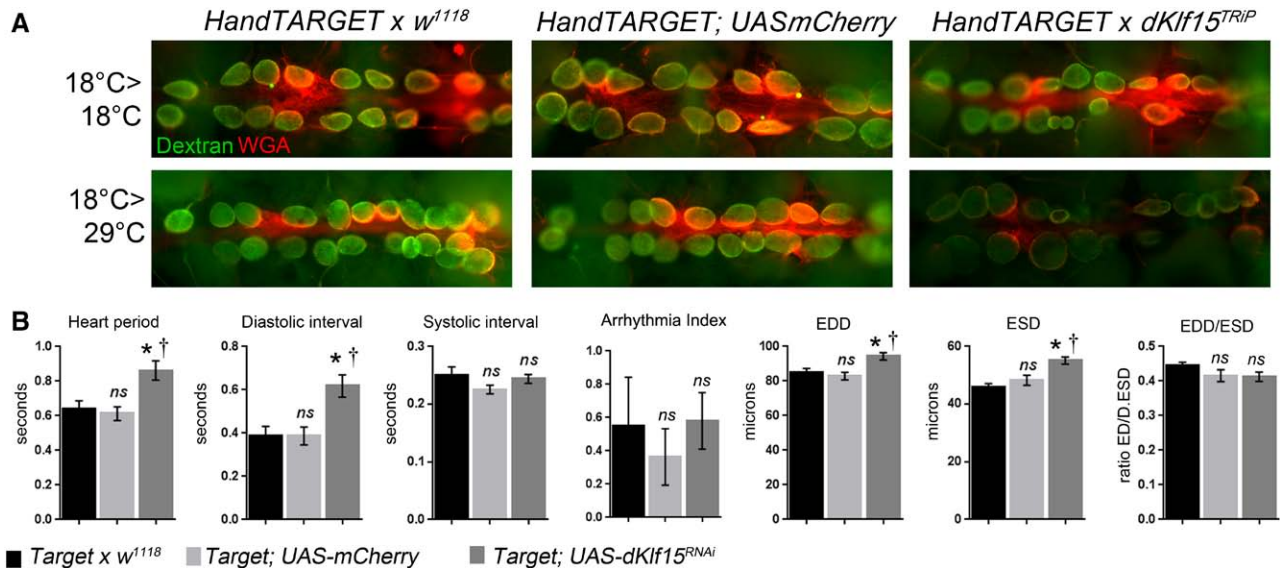 A
HandTARGET x w1118
HandTARGET; UASmCherry
HandTARGET x dKlf15TRiP
18°C>
18°C
Dextran WGA
18°C>
29°C
B
Heart period
seconds
1.0
0.8
0.6
0.4
0.2
0.0
ns
* †
Diastolic interval
seconds
0.8
0.6
0.4
0.2
0.0
ns
* †
Systolic interval
seconds
0.3
0.2
0.1
0.0
ns
ns
Arrhythmia Index
1.0
0.8
0.6
0.4
0.2
0.0
ns
ns
EDD
microns
100
80
60
40
20
0
ns
* †
ESD
microns
60
40
20
0
ns
* †
EDD/ESD
ratio ED/D.ESD
0.5
0.4
0.3
0.2
0.1
0.0
ns
ns
Target x w1118
Target; UAS-mCherry
Target; UAS-dKlf15RNAi